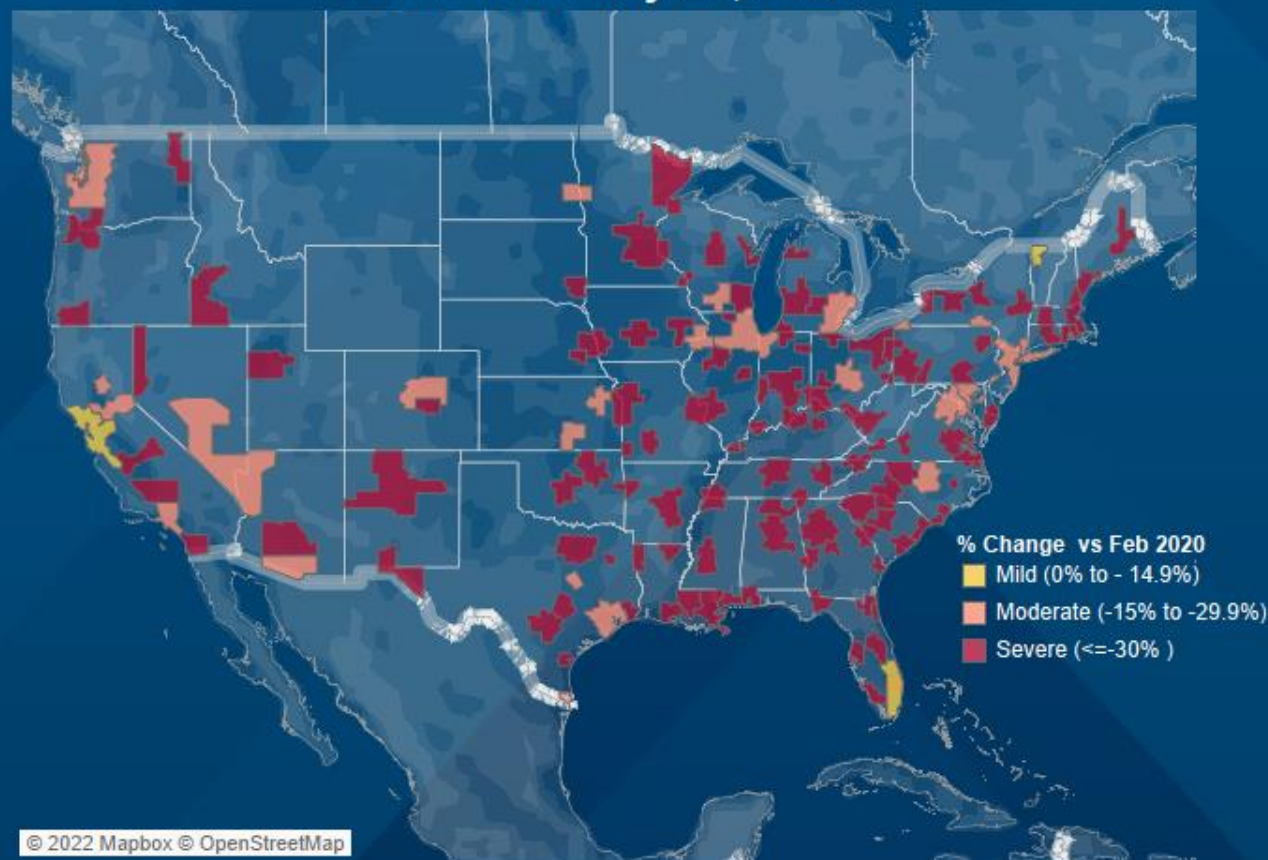 % Change vs Feb 2020
Mild (0% to - 14.9%)
Moderate (-15% to -29.9%)
Severe (<=-30% )
© 2022 Mapbox © OpenStreetMap